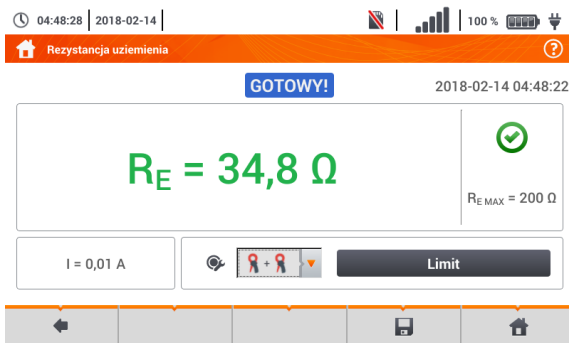 04:48:28 2018-02-14 100 %
Rezystancja uziemienia
GOTOWY! 2018-02-14 04:48:22
RE = 34,8 Ω
RE MAX = 200 Ω
I = 0,01 A
Limit